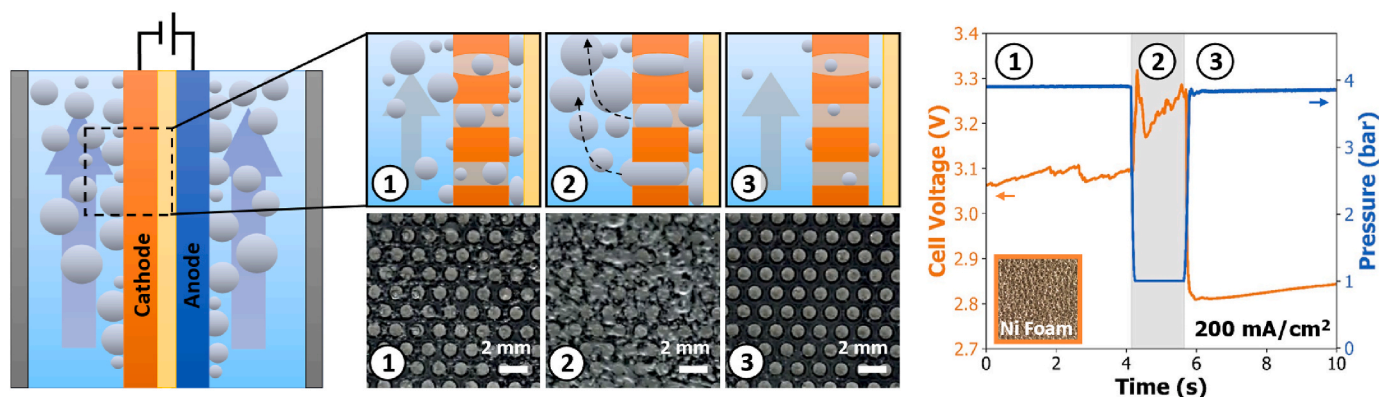 Cathode
Anode
1
2
3
1
2 mm
2
2 mm
3
2 mm
Cell Voltage (V)
3.4
3.3
3.2
3.1
3.0
2.9
2.8
2.7
1
2
3
Ni Foam
200 mA/cm²
0
2
4
6
8
10
Time (s)
4
3
2
1
0
Pressure (bar)